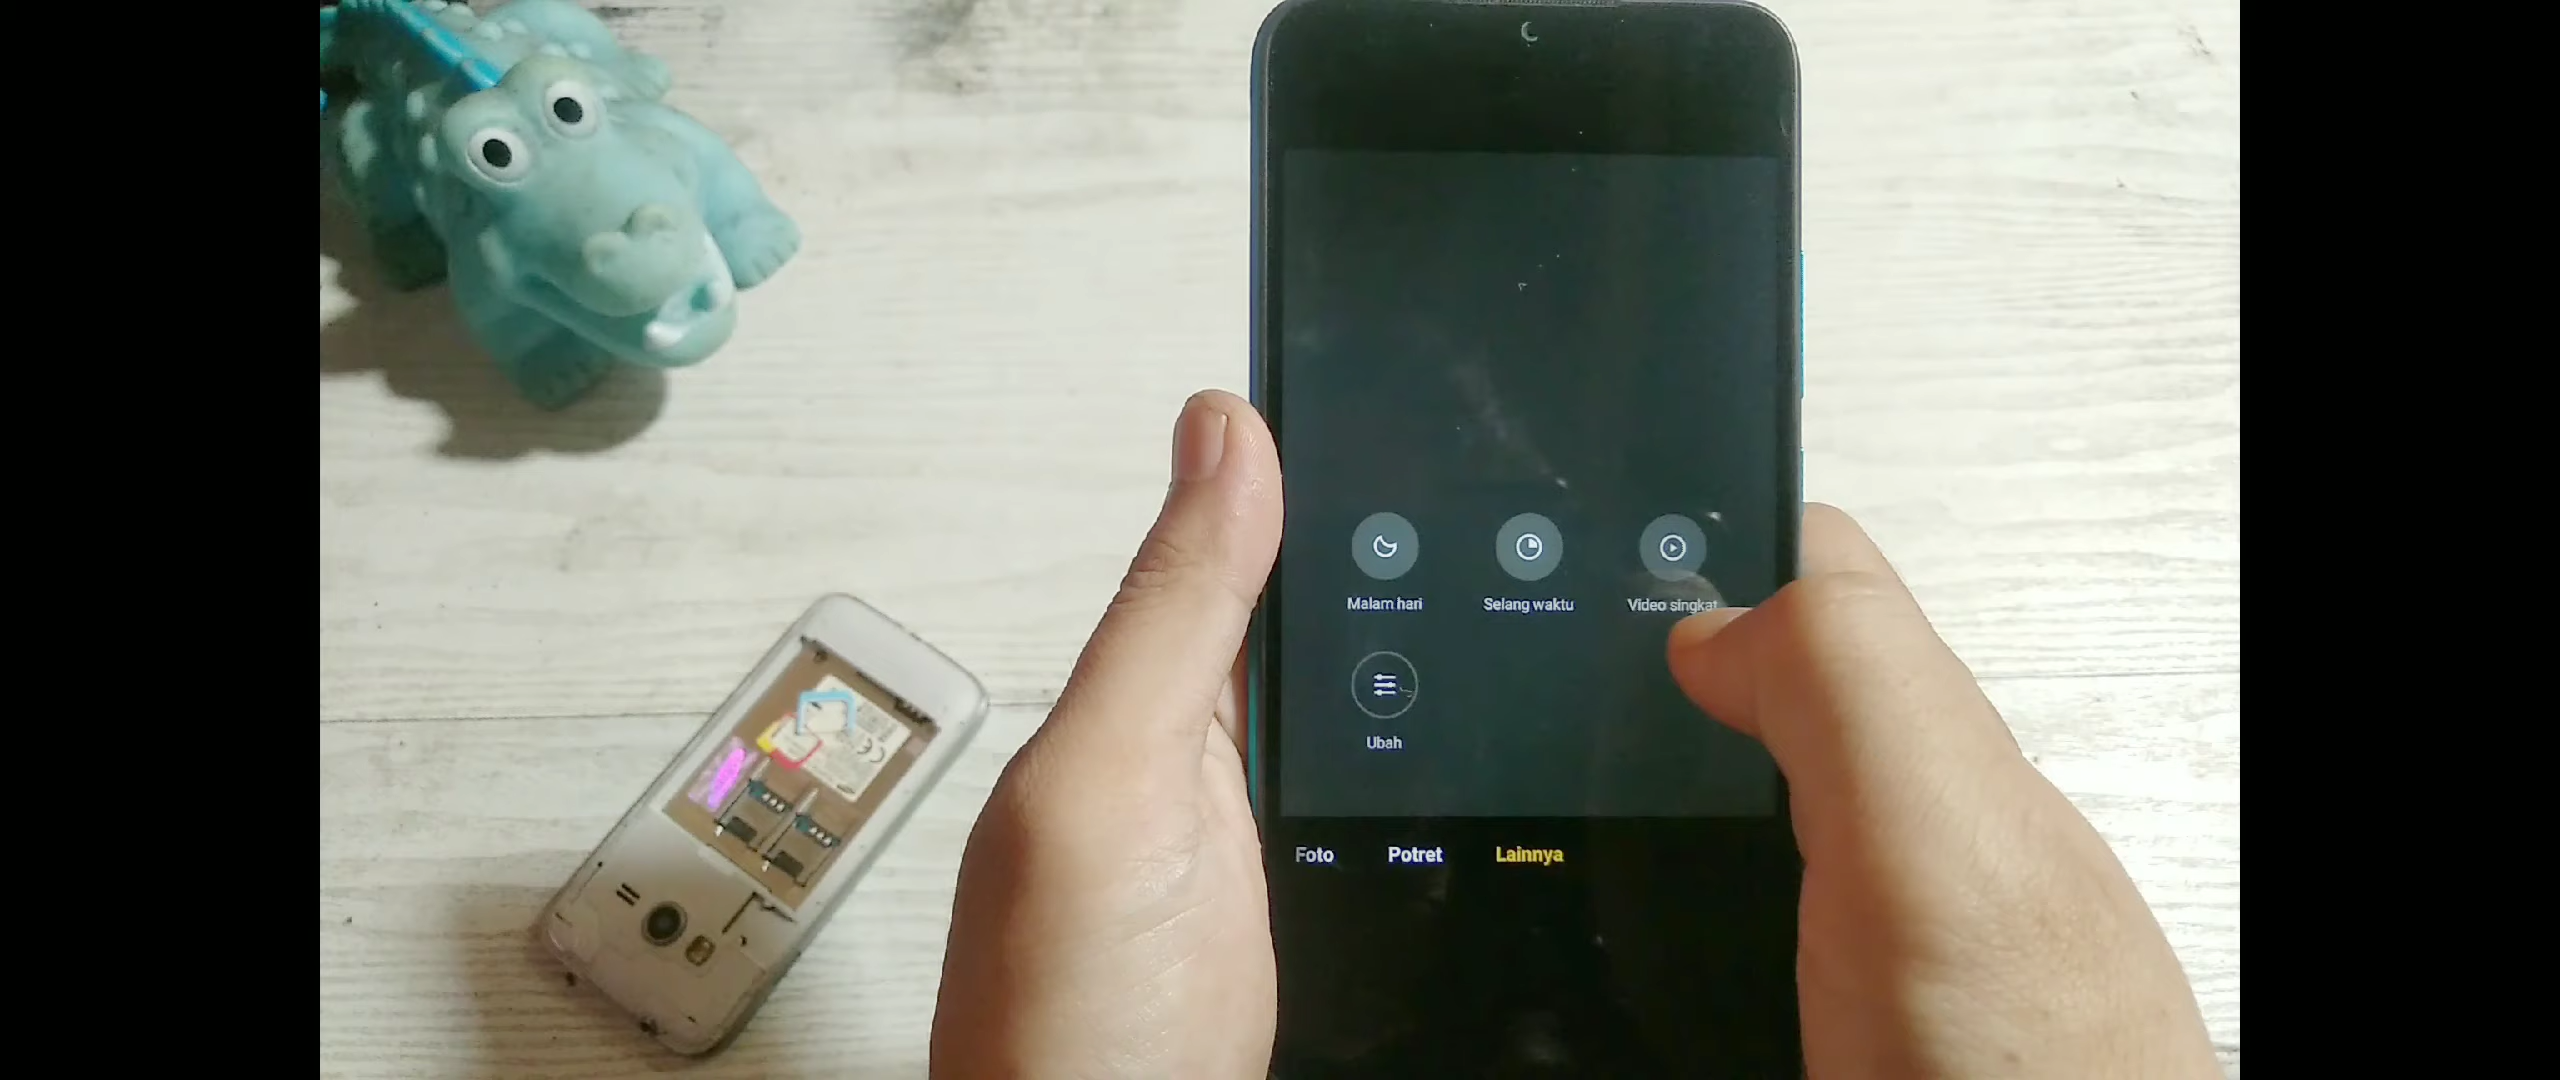 Malam hari
Selang waktu
Video singkat
Ubah
Foto
Potret
Lainnya